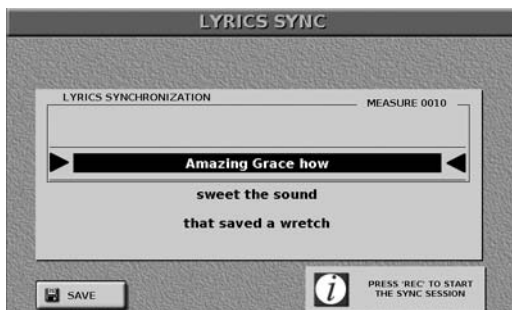 LYRICS SYNC
LYRICS SYNCHRONIZATION
MEASURE 0010
Amazing Grace how
sweet the sound
that saved a wretch
SAVE
i
PRESS 'REC' TO START
THE SYNC SESSION